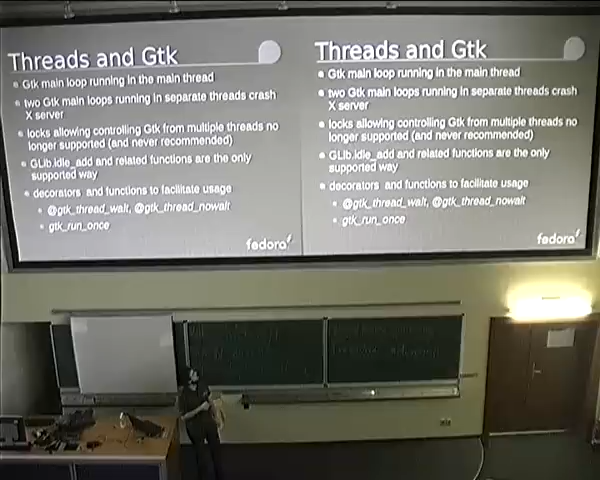 Threads and Gtk
Gtk main loop running in the main thread
two Gtk main loops running in separate threads crash
X server
locks allowing controlling Gtk from multiple threads no
longer supported (and never recommended)
GLib.idle_add and related functions are the only
supported way
decorators and functions to facilitate usage
@gtk_thread_wait, @gtk_thread_nowait
gtk_run_once
fedora
Threads and Gtk
Gtk main loop running in the main thread
two Gtk main loops running in separate threads crash
X server
locks allowing controlling Gtk from multiple threads no
longer supported (and never recommended)
GLib.idle_add and related functions are the only
supported way
decorators and functions to facilitate usage
@gtk_thread_wait, @gtk_thread_nowait
gtk_run_once
fedora